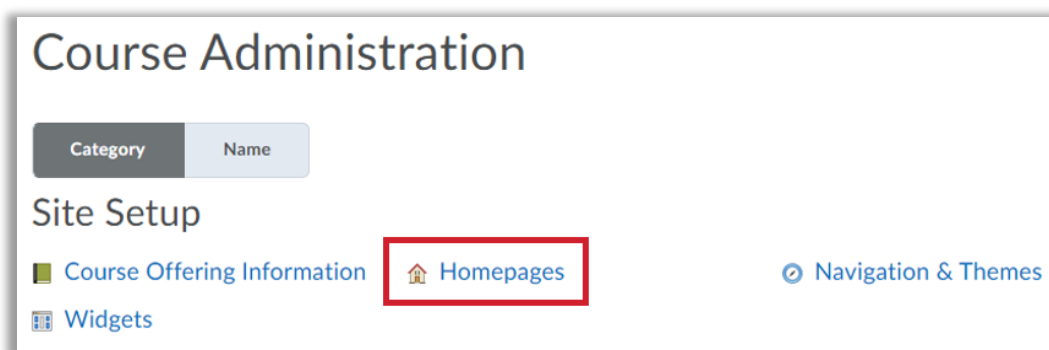 Course Administration
Category Name
Site Setup
Course Offering Information Homepages Navigation & Themes
Widgets